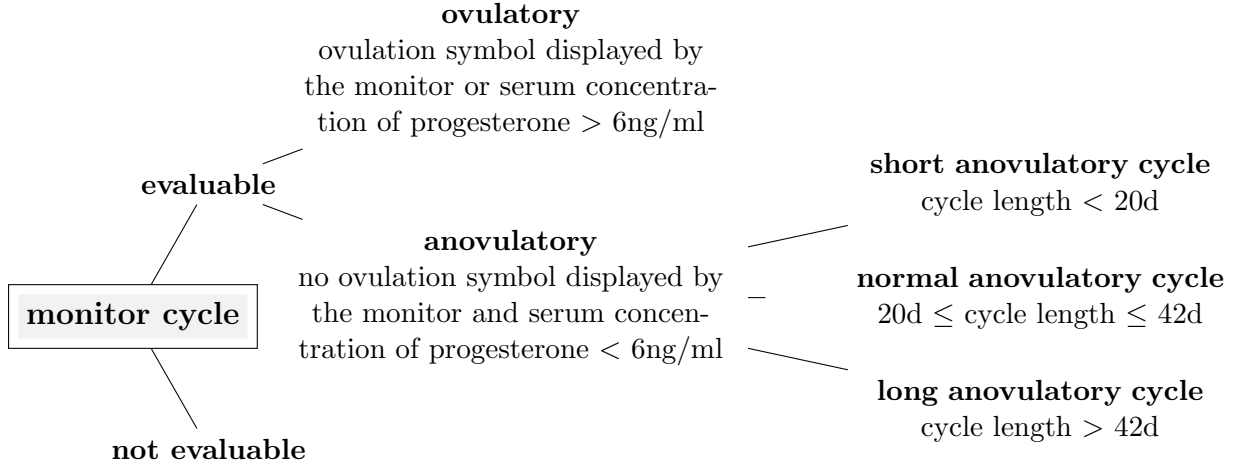 ovulatory
ovulation symbol displayed by
the monitor or serum concentra-
tion of progesterone > 6ng/ml
evaluable
anovulatory
no ovulation symbol displayed by
the monitor and serum concen-
tration of progesterone < 6ng/ml
short anovulatory cycle
cycle length < 20d
normal anovulatory cycle
20d ≤ cycle length ≤ 42d
long anovulatory cycle
cycle length > 42d
monitor cycle
not evaluable